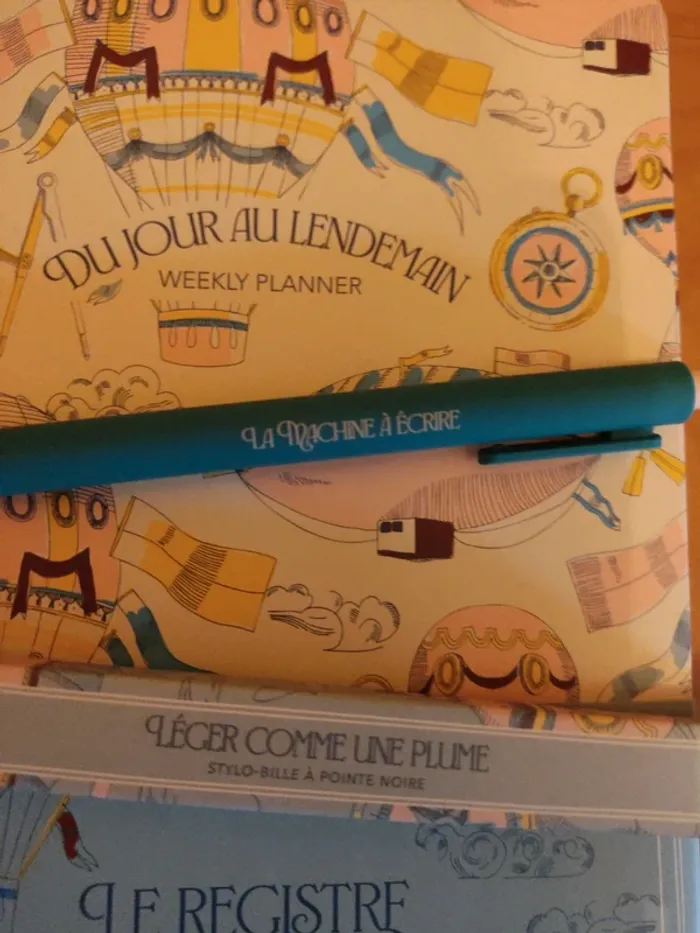 DU JOUR AU LENDEMAIN
WEEKLY PLANNER
LA MACHINE À ÉCRIRE
LÉGER COMME UNE PLUME
STYLO-BILLE À POINTE NOIRE
LE REGISTRE